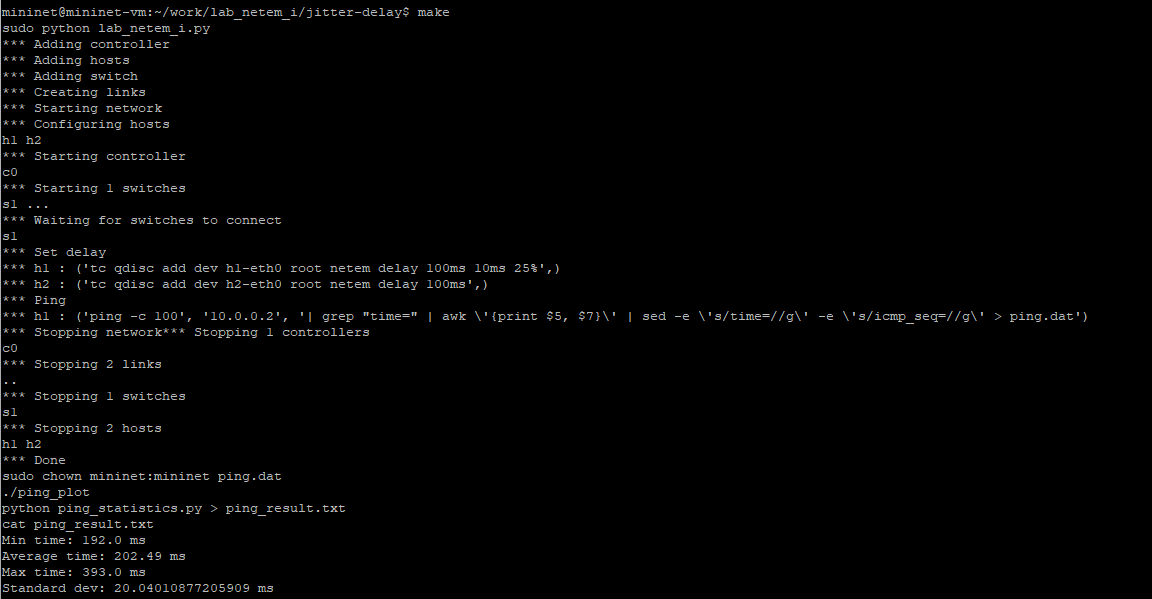 mininet@mininet-vm:~/work/lab_netem_i/jitter-delay$ make
sudo python lab_netem_i.py
*** Adding controller
*** Adding hosts
*** Adding switch
*** Creating links
*** Starting network
*** Configuring hosts
h1 h2
*** Starting controller
c0
*** Starting 1 switches
s1 ...
*** Waiting for switches to connect
s1
*** Set delay
*** h1 : ('tc qdisc add dev h1-eth0 root netem delay 100ms 10ms 25%',)
*** h2 : ('tc qdisc add dev h2-eth0 root netem delay 100ms',)
*** Ping
*** h1 : ('ping -c 100', '10.0.0.2', '| grep "time=" | awk \'{print $5, $7}\' | sed -e \'s/time=//g\' -e \'s/icmp_seq=//g\' > ping.dat')
*** Stopping network*** Stopping 1 controllers
c0
*** Stopping 2 links
..
*** Stopping 1 switches
s1
*** Stopping 2 hosts
h1 h2
*** Done
sudo chown mininet:mininet ping.dat
./ping_plot
python ping_statistics.py > ping_result.txt
cat ping_result.txt
Min time: 192.0 ms
Average time: 202.49 ms
Max time: 393.0 ms
Standard dev: 20.04010877205909 ms